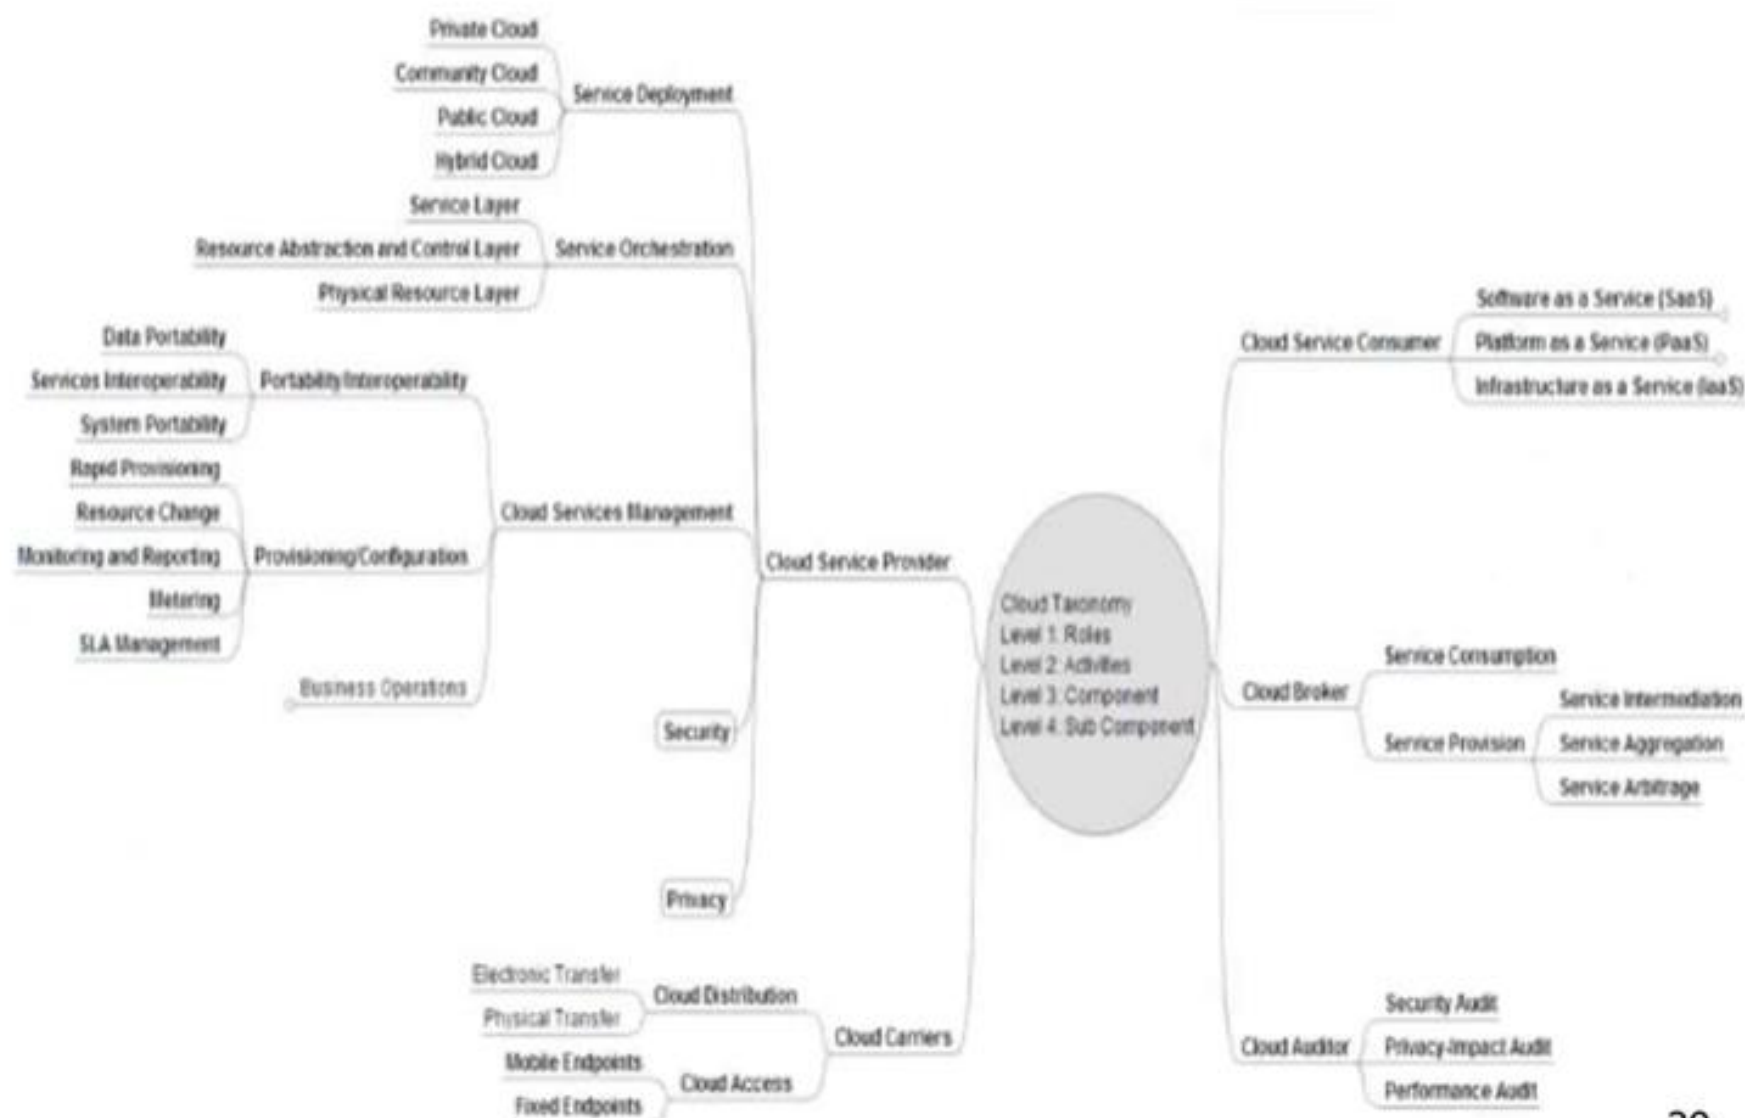 Private Cloud
Community Cloud
Public Cloud
Hybrid Cloud
Service Deployment
Service Layer
Resource Abstraction and Control Layer
Physical Resource Layer
Service Orchestration
Data Portability
Services Interoperability
System Portability
Portability/Interoperability
Rapid Provisioning
Resource Change
Monitoring and Reporting
Metering
SLA Management
Provisioning/Configuration
Business Operations
Cloud Services Management
Security
Privacy
Cloud Service Provider
Electronic Transfer
Physical Transfer
Cloud Distribution
Mobile Endpoints
Fixed Endpoints
Cloud Access
Cloud Carriers
Cloud Taxonomy
Level 1: Roles
Level 2: Activities
Level 3: Component
Level 4: Sub Component
Cloud Service Consumer
Software as a Service (SaaS)
Platform as a Service (PaaS)
Infrastructure as a Service (IaaS)
Cloud Broker
Service Consumption
Service Provision
Service Intermediation
Service Aggregation
Service Arbitrage
Cloud Auditor
Security Audit
Privacy-Impact Audit
Performance Audit